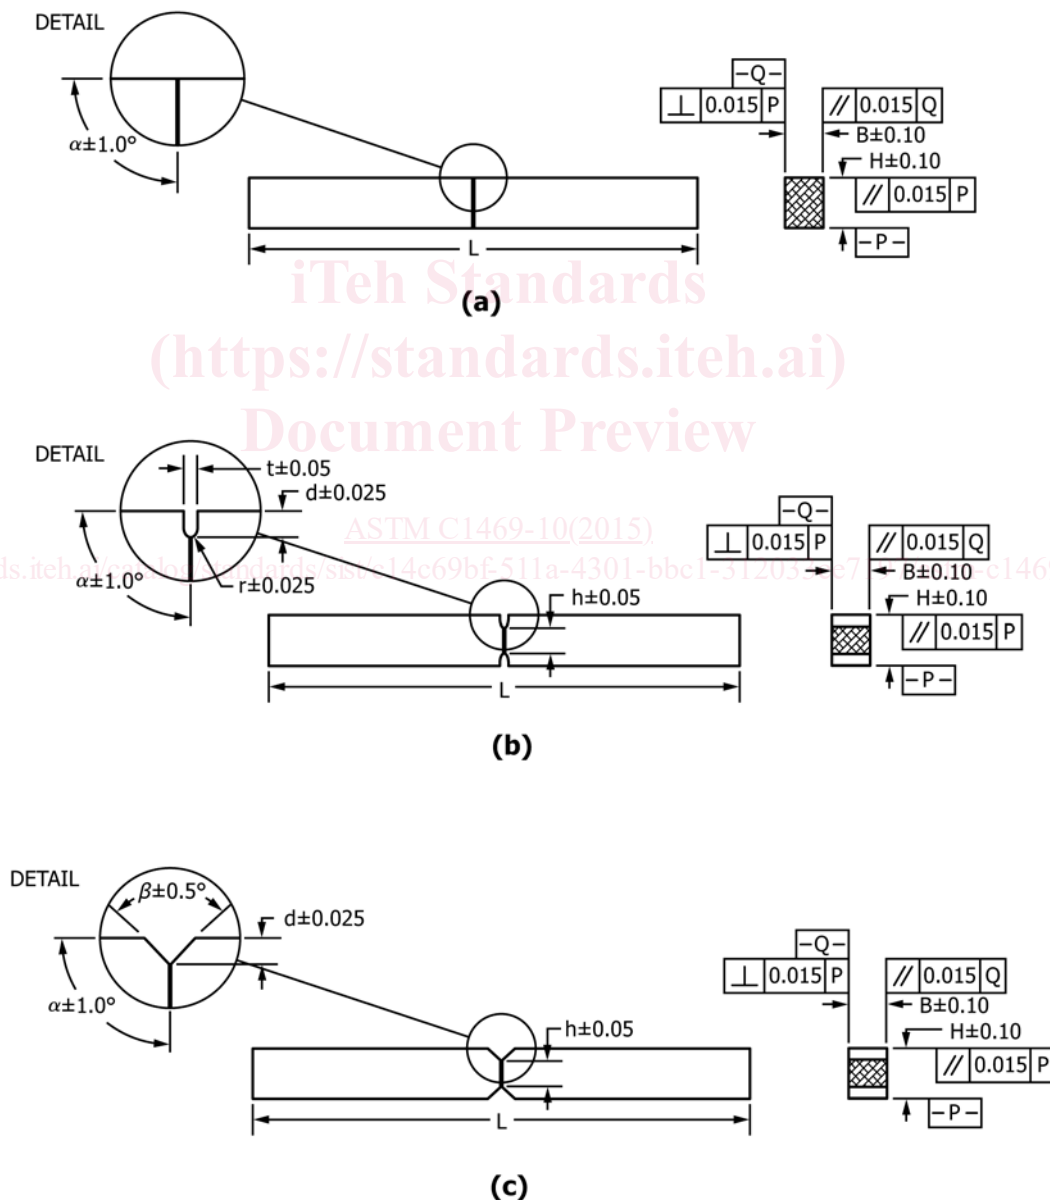 DETAIL
α±1.0°
-Q-
⊥ 0.015 P
// 0.015 Q
B±0.10
H±0.10
// 0.015 P
-P-
L
(a)
iTeh Standards
(https://standards.iteh.ai)
Document Preview
DETAIL
t±0.05
d±0.025
α±1.0°
r±0.025
ASTM C1469-10(2015)
h±0.05
-Q-
⊥ 0.015 P
// 0.015 Q
B±0.10
H±0.10
// 0.015 P
-P-
L
(b)
DETAIL
β±0.5°
d±0.025
α±1.0°
h±0.05
-Q-
⊥ 0.015 P
// 0.015 Q
B±0.10
H±0.10
// 0.015 P
-P-
L
(c)